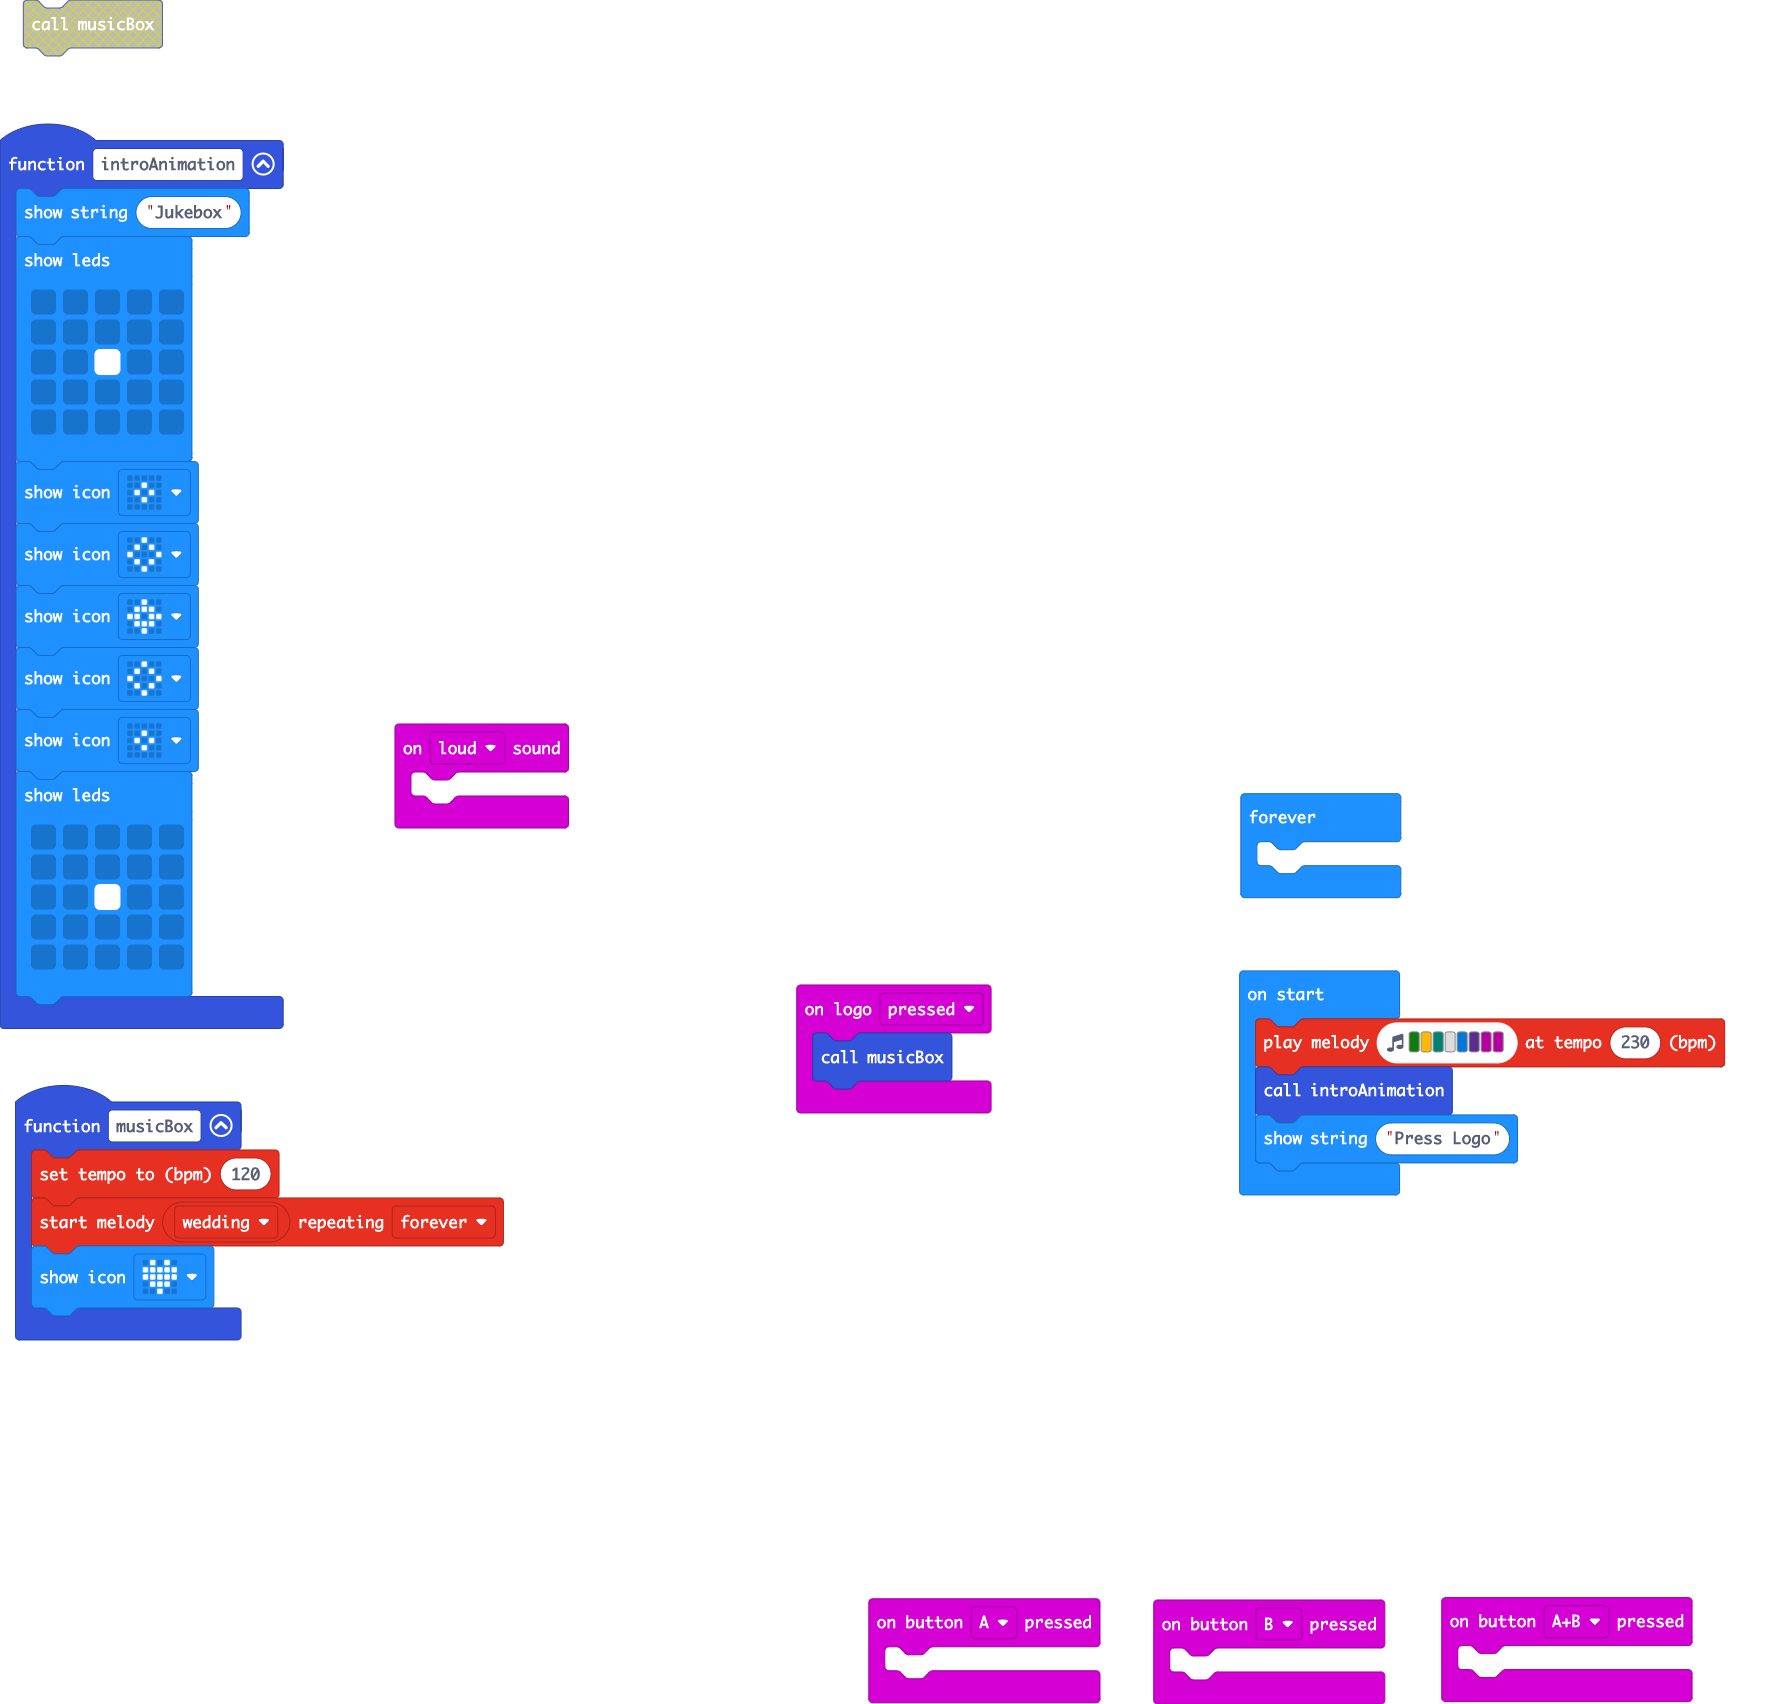 call musicBox
function introAnimation
show string "Jukebox"
show leds
show icon
show icon
show icon
show icon
show icon
show leds
on loud sound
forever
on logo pressed
call musicBox
on start
play melody at tempo 230 (bpm)
call introAnimation
show string "Press Logo"
function musicBox
set tempo to (bpm) 120
start melody wedding repeating forever
show icon
on button A pressed
on button B pressed
on button A+B pressed